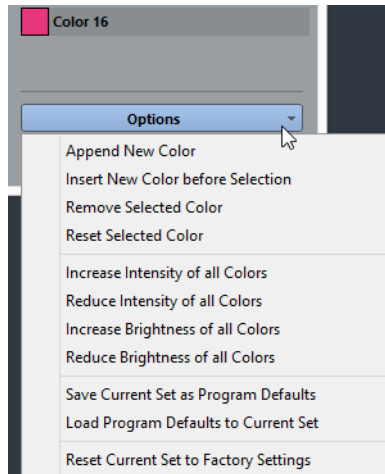 Color 16
Options
Append New Color
Insert New Color before Selection
Remove Selected Color
Reset Selected Color
Increase Intensity of all Colors
Reduce Intensity of all Colors
Increase Brightness of all Colors
Reduce Brightness of all Colors
Save Current Set as Program Defaults
Load Program Defaults to Current Set
Reset Current Set to Factory Settings